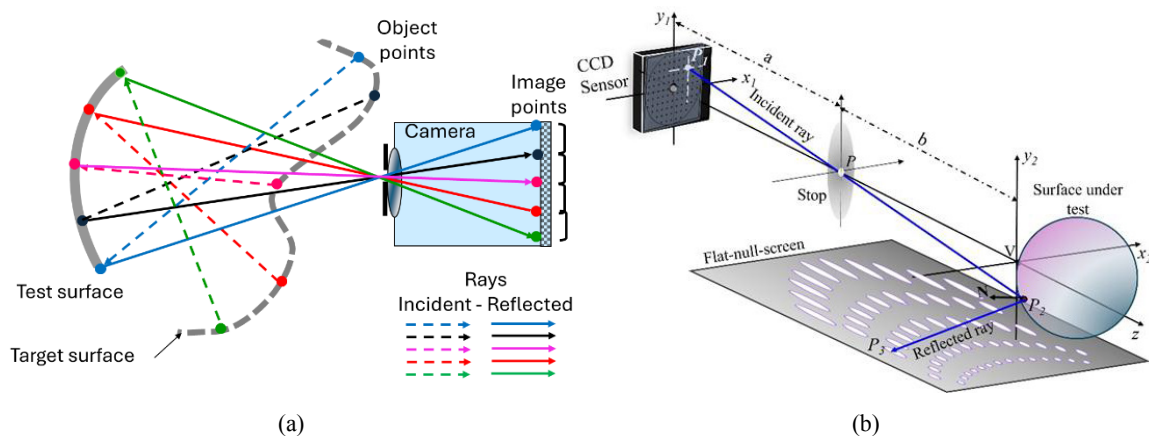 Object
points
Image
points
Camera
Test surface
Target surface
Rays
Incident - Reflected
(a)
y1
a
CCD
Sensor
P1
x1
Incident ray
b
P
Stop
y2
Surface under
test
Flat-null-screen
V
x2
N
P2
z
P3
Reflected ray
(b)